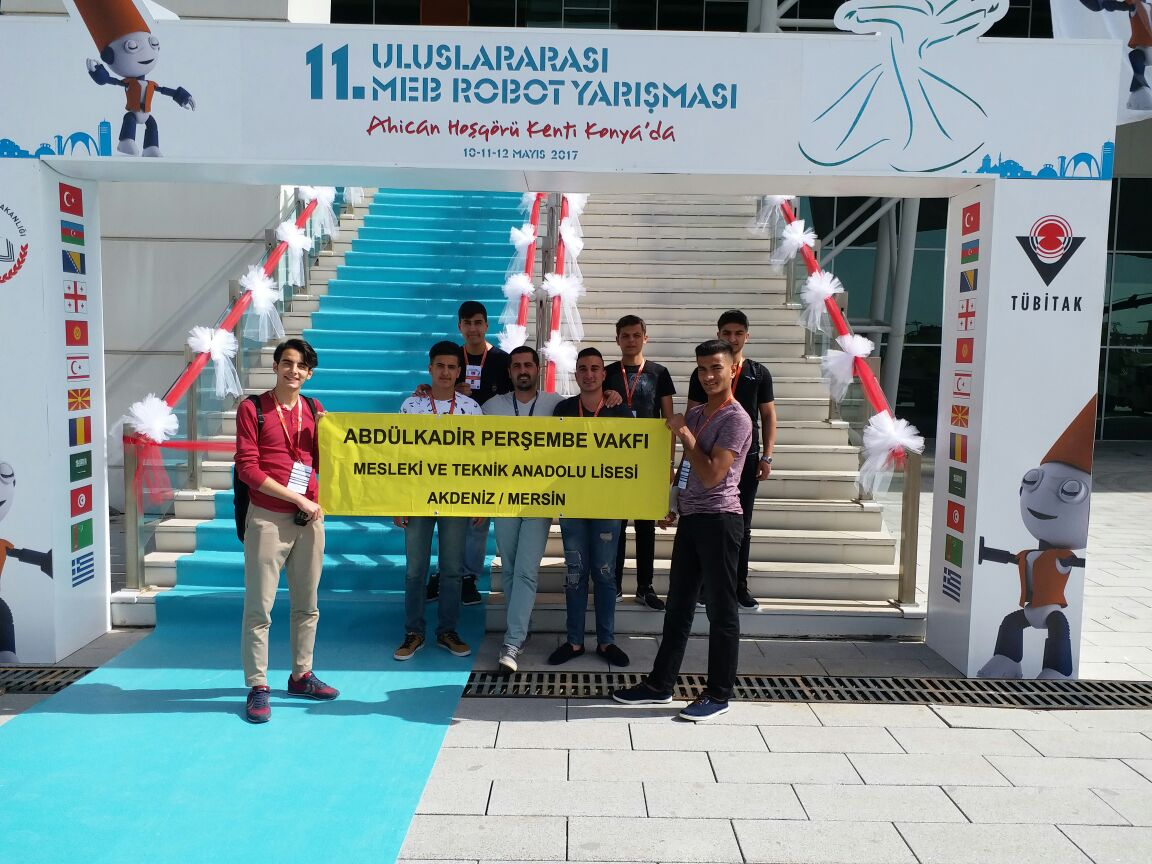 11. ULUSLARARASI
MEB ROBOT YARIŞMASI
Ahican Hoşgörü Kenti Konya'da
10-11-12 MAYIS 2017
AKANLIĞI
TÜBİTAK
ABDÜLKADİR PERŞEMBE VAKFI
MESLEKİ VE TEKNİK ANADOLU LİSESİ
AKDENİZ / MERSİN